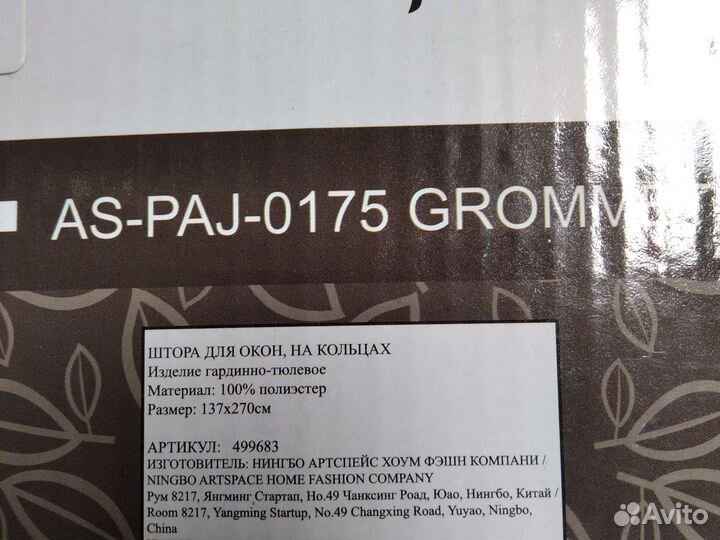 AS-PAJ-0175 GROMM
ШТОРА ДЛЯ ОКОН, НА КОЛЬЦАХ
Изделие гардинно-тюлевое
Материал: 100% полиэстер
Размер: 137х270см
АРТИКУЛ: 499683
ИЗГОТОВИТЕЛЬ: НИНГБО АРТСПЕЙС ХОУМ ФЭШН КОМПАНИ /
NINGBO ARTSPACE HOME FASHION COMPANY
Рум 8217, Янгминг Стартап, Но.49 Чанксинг Роад, Юао, Нингбо, Китай /
Room 8217, Yangming Startup, No.49 Changxing Road, Yuyao, Ningbo,
China
Avito